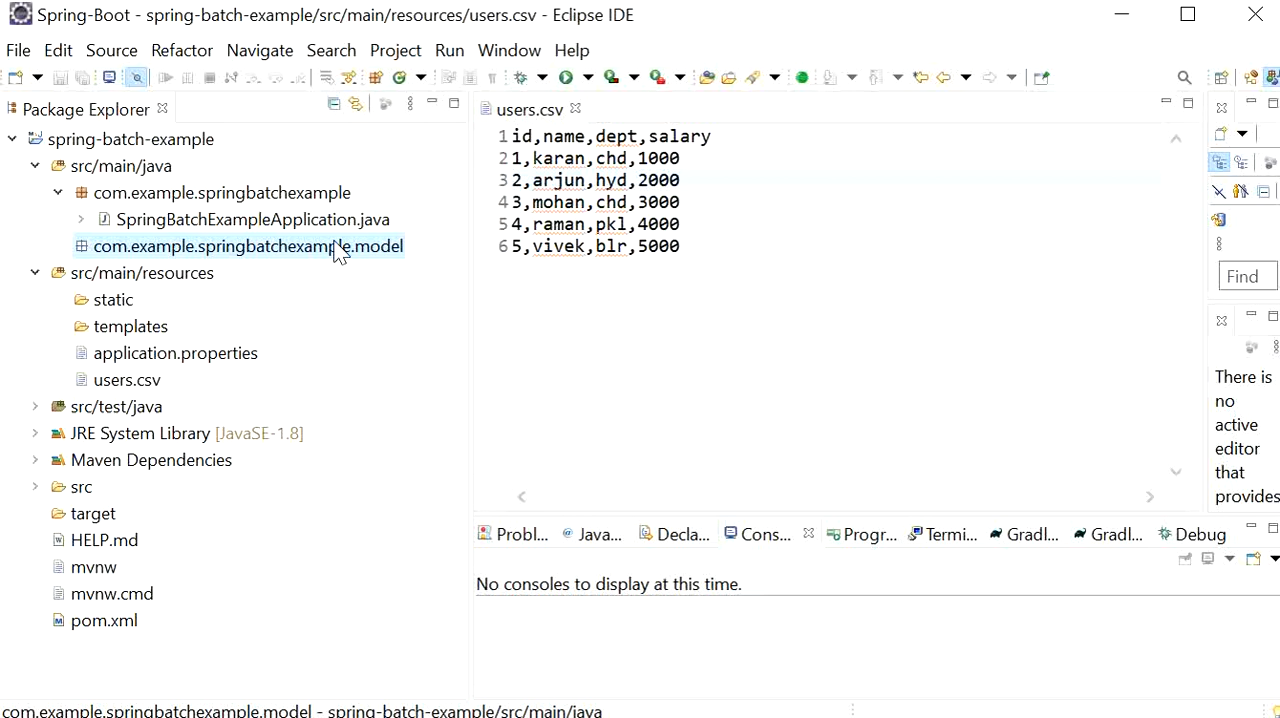 Spring-Boot - spring-batch-example/src/main/resources/users.csv - Eclipse IDE
File Edit Source Refactor Navigate Search Project Run Window Help
Package Explorer
spring-batch-example
src/main/java
com.example.springbatchexample
SpringBatchExampleApplication.java
com.example.springbatchexample.model
src/main/resources
static
templates
application.properties
users.csv
src/test/java
JRE System Library [JavaSE-1.8]
Maven Dependencies
src
target
HELP.md
mvnw
mvnw.cmd
pom.xml
users.csv
1 id,name,dept,salary
2 1,karan,chd,1000
3 2,arjun,hyd,2000
4 3,mohan,chd,3000
5 4,raman,pkl,4000
6 5,vivek,blr,5000
Find
There is
no
active
editor
that
provides
Probl... Java... Decla... Cons... Progr... Termi... Gradl... Gradl... Debug
No consoles to display at this time.
com.example.springbatchexample.model - spring-batch-example/src/main/java